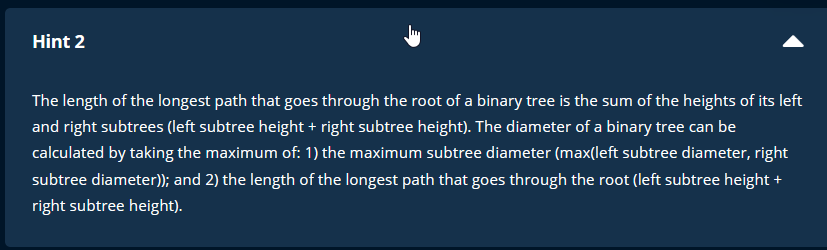 Hint 2
The length of the longest path that goes through the root of a binary tree is the sum of the heights of its left
and right subtrees (left subtree height + right subtree height). The diameter of a binary tree can be
calculated by taking the maximum of: 1) the maximum subtree diameter (max(left subtree diameter, right
subtree diameter)); and 2) the length of the longest path that goes through the root (left subtree height +
right subtree height).